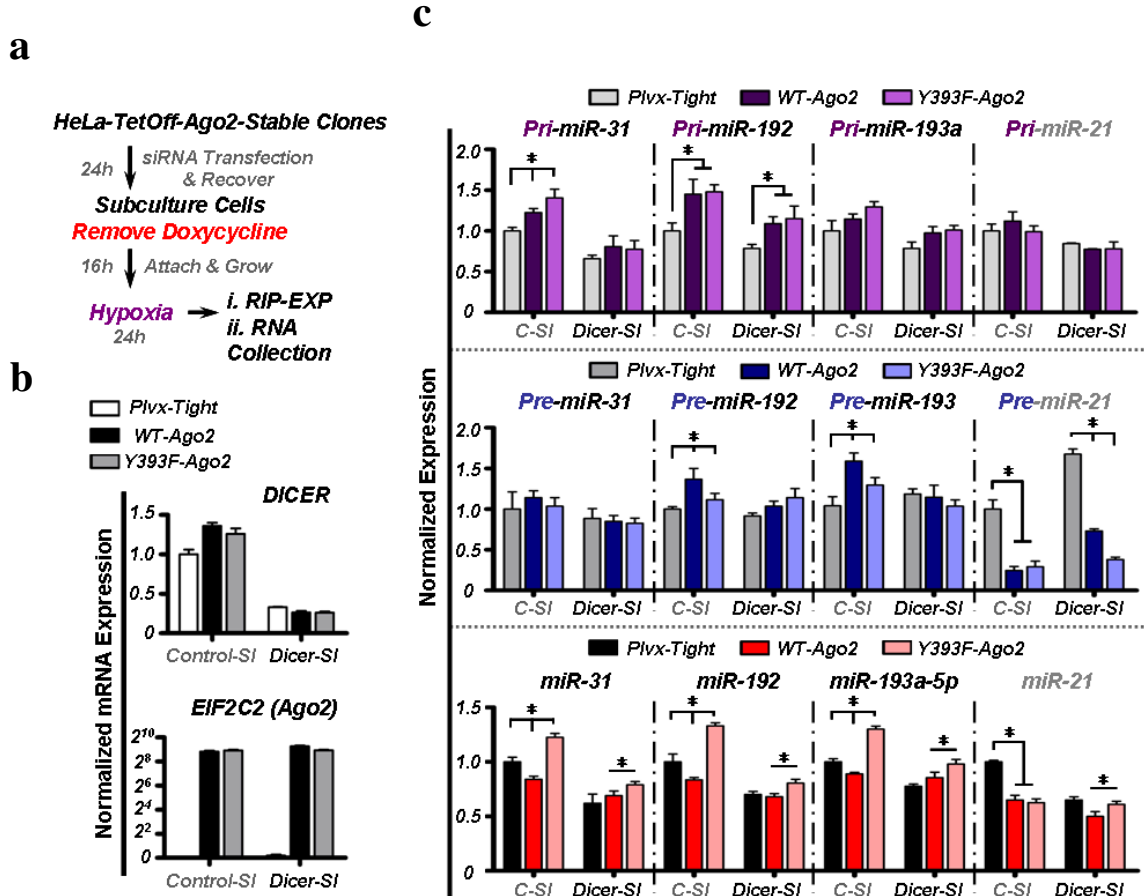 a
HeLa-TetOff-Ago2-Stable Clones
24h
siRNA Transfection
& Recover
Subculture Cells
Remove Doxycycline
16h
Attach & Grow
Hypoxia
24h
i. RIP-EXP
ii. RNA
Collection
b
Plvx-Tight
WT-Ago2
Y393F-Ago2
Normalized mRNA Expression
DICER
1.5
1.0
0.5
0
Control-SI
Dicer-SI
EIF2C2 (Ago2)
2^10
2^8
2^6
2^4
2^2
0
Control-SI
Dicer-SI
c
Normalized Expression
Plvx-Tight
WT-Ago2
Y393F-Ago2
Pri-miR-31
Pri-miR-192
Pri-miR-193a
Pri-miR-21
2.0
1.5
1.0
0.5
0
*
*
*
C-SI
Dicer-SI
C-SI
Dicer-SI
C-SI
Dicer-SI
C-SI
Dicer-SI
Plvx-Tight
WT-Ago2
Y393F-Ago2
Pre-miR-31
Pre-miR-192
Pre-miR-193
Pre-miR-21
2.0
1.5
1.0
0.5
0
*
*
*
*
C-SI
Dicer-SI
C-SI
Dicer-SI
C-SI
Dicer-SI
C-SI
Dicer-SI
Plvx-Tight
WT-Ago2
Y393F-Ago2
miR-31
miR-192
miR-193a-5p
miR-21
1.5
1.0
0.5
0
*
*
*
*
*
*
*
*
C-SI
Dicer-SI
C-SI
Dicer-SI
C-SI
Dicer-SI
C-SI
Dicer-SI